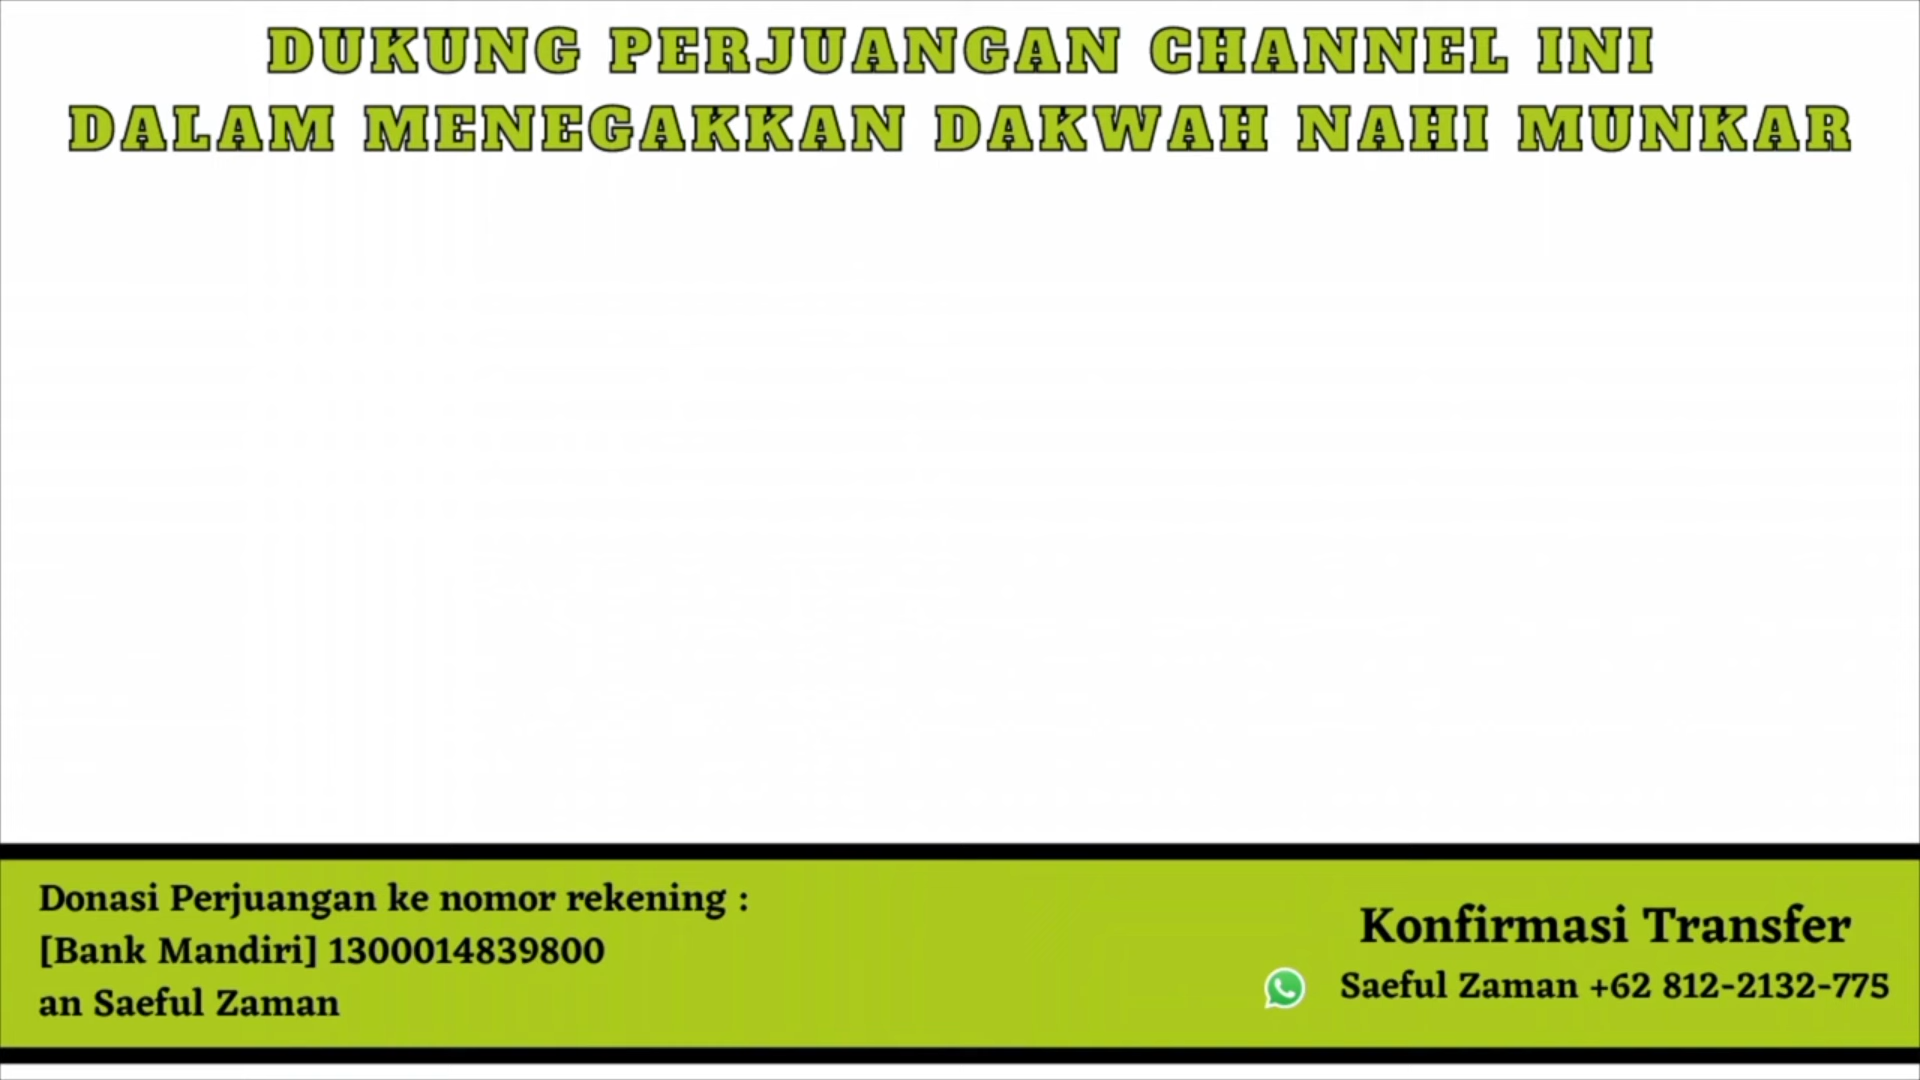 DUKUNG PERJUANGAN CHANNEL INI
DALAM MENEGAKKAN DAKWAH NAHI MUNKAR
Donasi Perjuangan ke nomor rekening :
[Bank Mandiri] 1300014839800
an Saeful Zaman
Konfirmasi Transfer
Saeful Zaman +62 812-2132-775